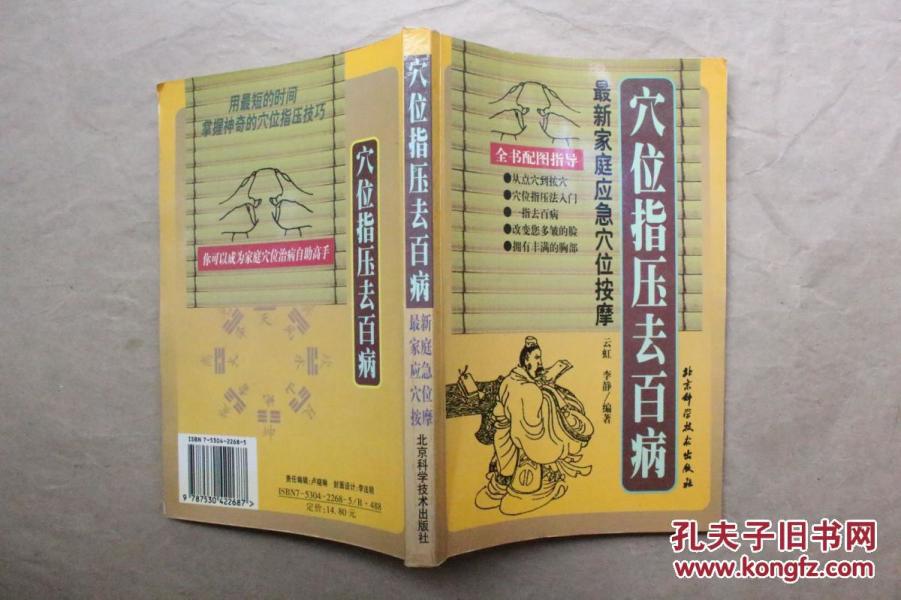 用最短的时间
掌握神奇的穴位指压技巧
你可以成为家庭穴位治病自助高手
穴位指压去百病
ISBN 7-5304-2268-5
9 787530 422687 >
责任编辑:卢晓琳 封面设计:李法明
ISBN7-5304-2268-5/R·488
定价:14.80元
穴位指压去百病
最新家庭应急穴位按摩
北京科学技术出版社
穴位指压去百病
最新家庭应急穴位按摩
全书配图指导
●从点穴到按穴
●穴位指压法入门
●一指去百病
●改变您多皱的脸
●拥有丰满的胸部
云虹 李静/编著
北京科学技术出版社
孔夫子旧书网
www.kongfz.com